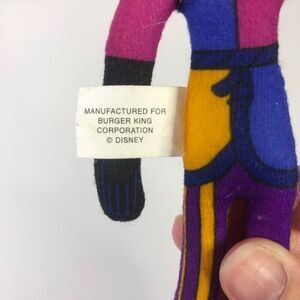 MANUFACTURED FOR
BURGER KING
CORPORATION
© DISNEY